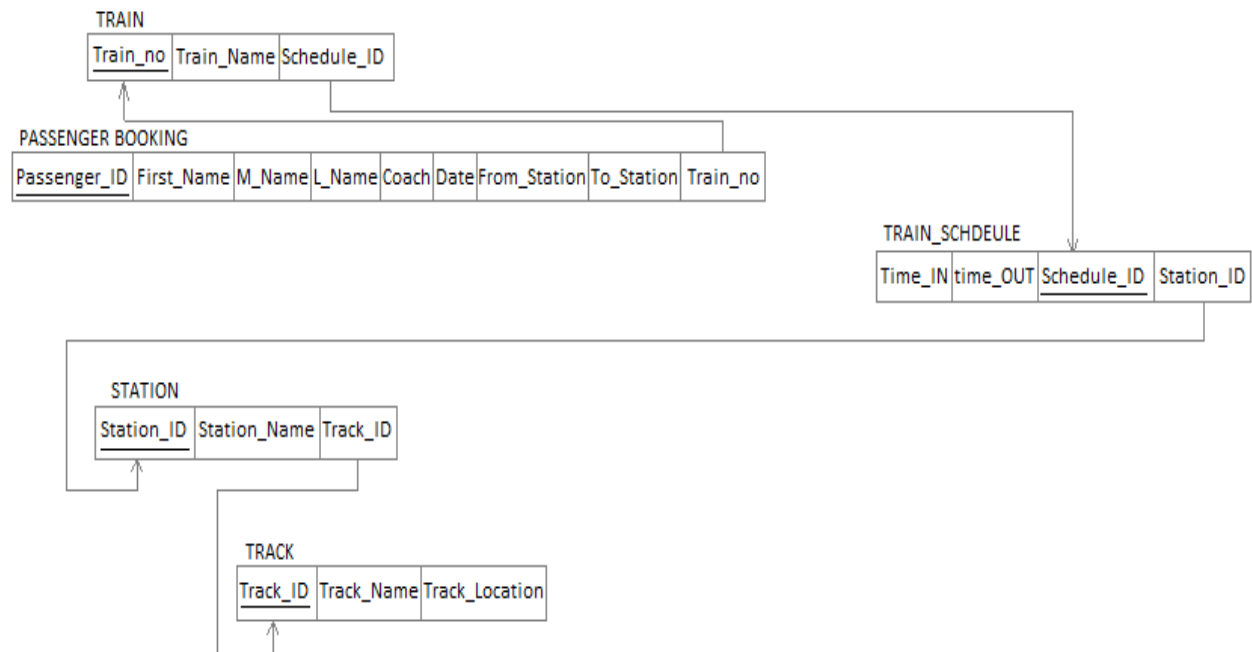 TRAIN
Train_no Train_Name Schedule_ID
PASSENGER BOOKING
Passenger_ID First_Name M_Name L_Name Coach Date From_Station To_Station Train_no
TRAIN_SCHDEULE
Time_IN time_OUT Schedule_ID Station_ID
STATION
Station_ID Station_Name Track_ID
TRACK
Track_ID Track_Name Track_Location